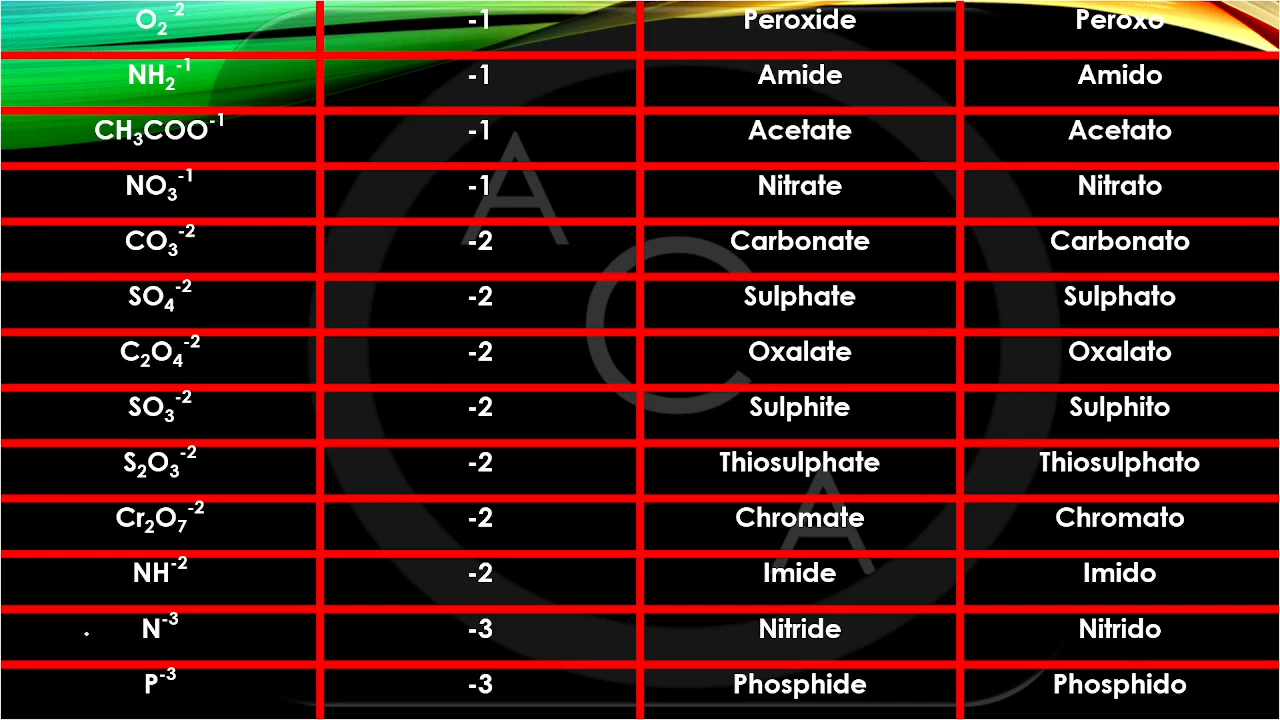 O₂⁻² -1 Peroxide Peroxo
NH₂⁻¹ -1 Amide Amido
CH₃COO⁻¹ -1 Acetate Acetato
NO₃⁻¹ -1 Nitrate Nitrato
CO₃⁻² -2 Carbonate Carbonato
SO₄⁻² -2 Sulphate Sulphato
C₂O₄⁻² -2 Oxalate Oxalato
SO₃⁻² -2 Sulphite Sulphito
S₂O₃⁻² -2 Thiosulphate Thiosulphato
Cr₂O₇⁻² -2 Chromate Chromato
NH⁻² -2 Imide Imido
N⁻³ -3 Nitride Nitrido
P⁻³ -3 Phosphide Phosphido
A
C
A